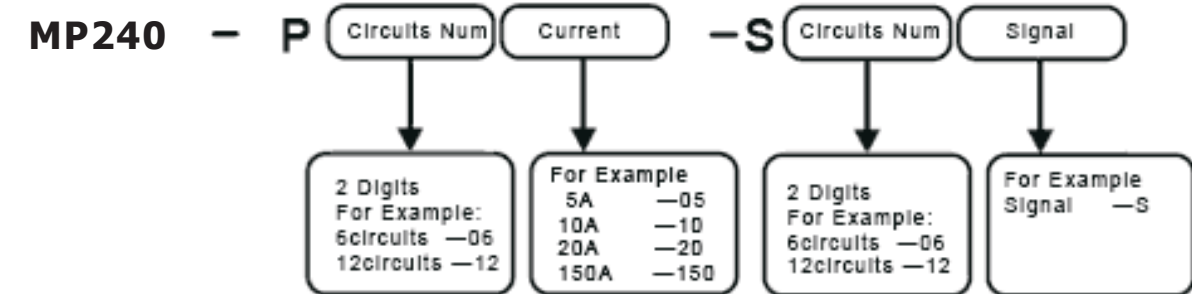 MP240 - P Circuits Num Current -S Circuits Num Signal
2 Digits
For Example:
6circuits —06
12circuits —12
For Example
5A —05
10A —10
20A —20
150A —150
2 Digits
For Example:
6circuits —06
12circuits —12
For Example
Signal —S